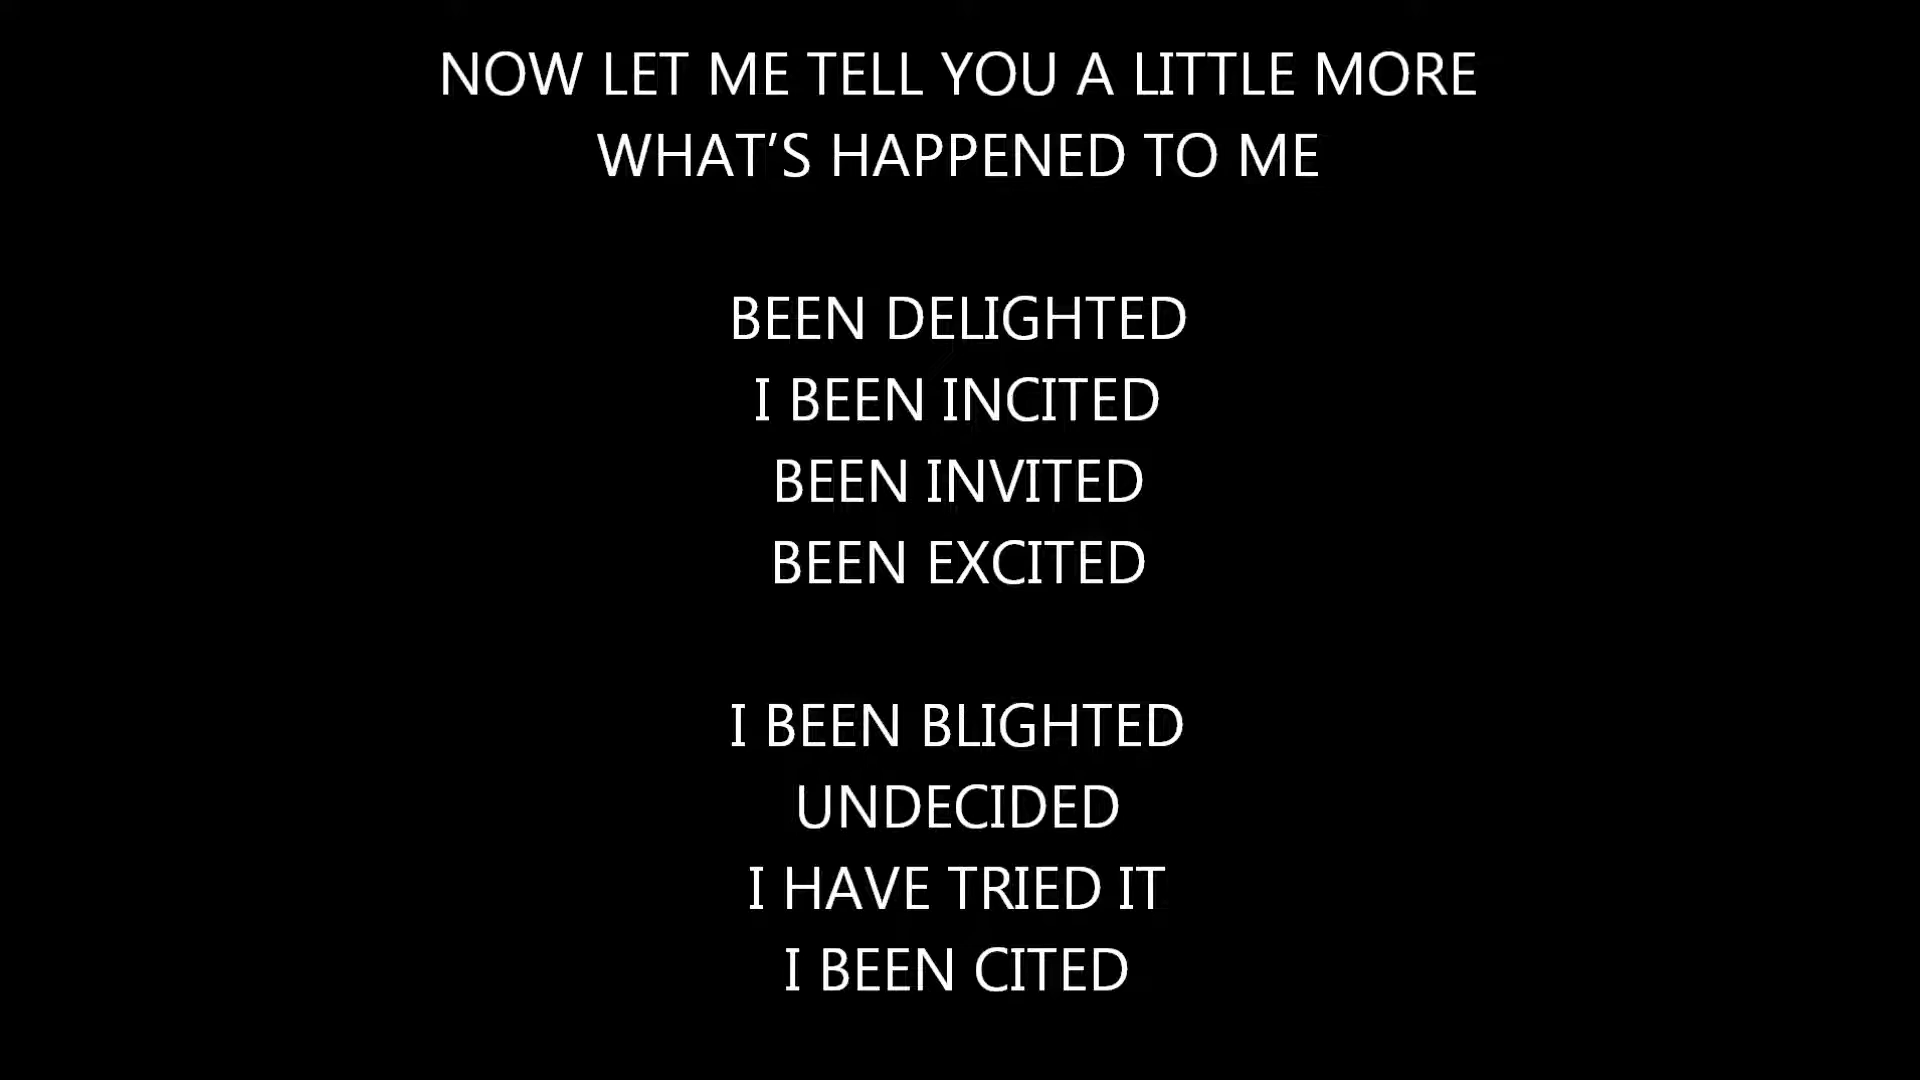 NOW LET ME TELL YOU A LITTLE MORE
WHAT’S HAPPENED TO ME
BEEN DELIGHTED
I BEEN INCITED
BEEN INVITED
BEEN EXCITED
I BEEN BLIGHTED
UNDECIDED
I HAVE TRIED IT
I BEEN CITED